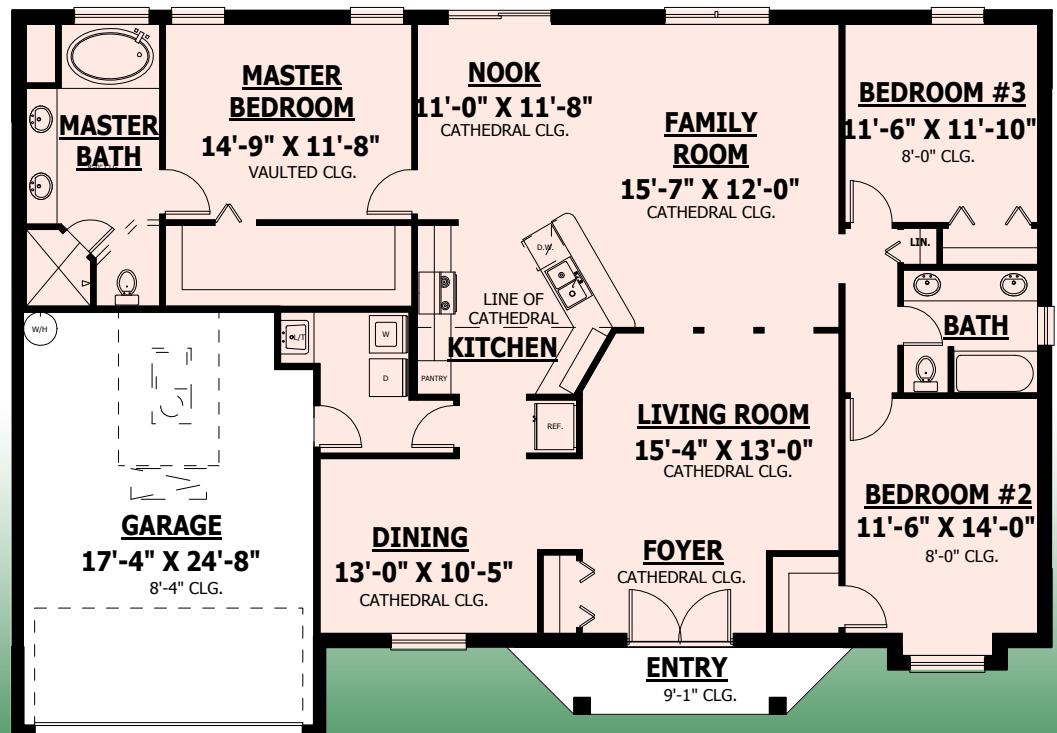 MASTER
BEDROOM
14'-9" X 11'-8"
VAULTED CLG.
MASTER
BATH
NOOK
11'-0" X 11'-8"
CATHEDRAL CLG.
FAMILY
ROOM
15'-7" X 12'-0"
CATHEDRAL CLG.
BEDROOM #3
11'-6" X 11'-10"
8'-0" CLG.
LIN.
D.W.
LINE OF
CATHEDRAL
KITCHEN
PANTRY
REF.
BATH
W/H
L/T
W
D
LIVING ROOM
15'-4" X 13'-0"
CATHEDRAL CLG.
BEDROOM #2
11'-6" X 14'-0"
8'-0" CLG.
GARAGE
17'-4" X 24'-8"
8'-4" CLG.
DINING
13'-0" X 10'-5"
CATHEDRAL CLG.
FOYER
CATHEDRAL CLG.
ENTRY
9'-1" CLG.